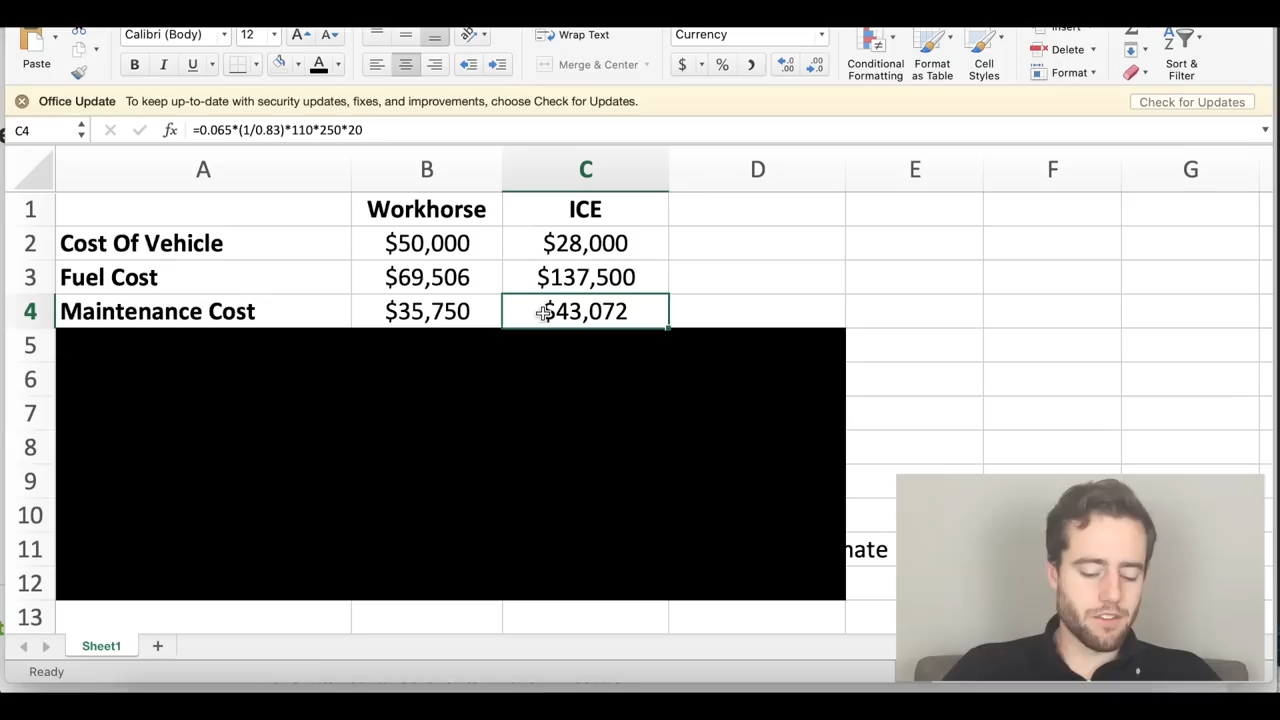 Calibri (Body) 12 A A Wrap Text Currency Delete
Paste B I U A Merge & Center $ % Conditional Formatting Format as Table Cell Styles Format Sort & Filter
Office Update To keep up-to-date with security updates, fixes, and improvements, choose Check for Updates. Check for Updates
C4 fx =0.065*(1/0.83)*110*250*20
A B C D E F G
1 Workhorse ICE
2 Cost Of Vehicle $50,000 $28,000
3 Fuel Cost $69,506 $137,500
4 Maintenance Cost $35,750 $43,072
5
6
7
8
9
10
11 nate
12
13
Sheet1 +
Ready